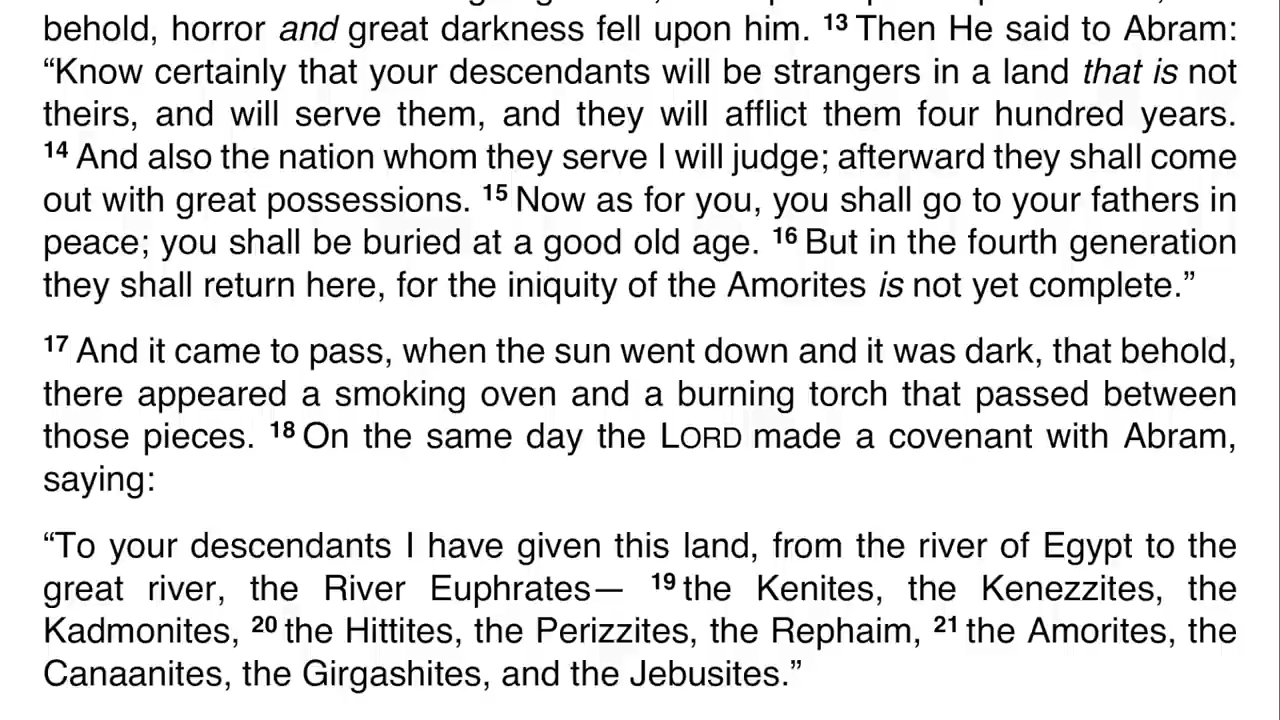 behold, horror and great darkness fell upon him. 13 Then He said to Abram:
“Know certainly that your descendants will be strangers in a land that is not
theirs, and will serve them, and they will afflict them four hundred years.
14 And also the nation whom they serve I will judge; afterward they shall come
out with great possessions. 15 Now as for you, you shall go to your fathers in
peace; you shall be buried at a good old age. 16 But in the fourth generation
they shall return here, for the iniquity of the Amorites is not yet complete.”
17 And it came to pass, when the sun went down and it was dark, that behold,
there appeared a smoking oven and a burning torch that passed between
those pieces. 18 On the same day the LORD made a covenant with Abram,
saying:
“To your descendants I have given this land, from the river of Egypt to the
great river, the River Euphrates— 19 the Kenites, the Kenezzites, the
Kadmonites, 20 the Hittites, the Perizzites, the Rephaim, 21 the Amorites, the
Canaanites, the Girgashites, and the Jebusites.”